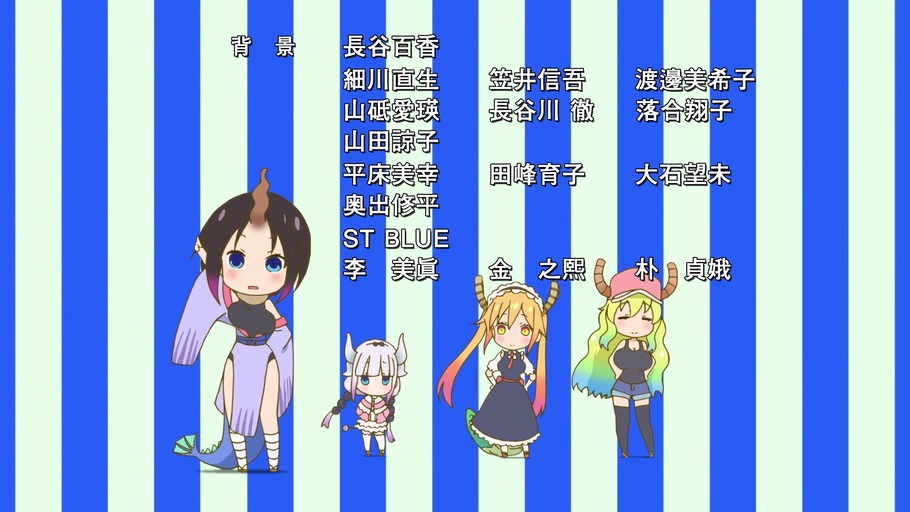 背　景　長谷百香
細川直生　笠井信吾　渡邊美希子
山砥愛瑛　長谷川 徹　落合翔子
山田諒子
平床美幸　田峰育子　大石望未
奥出修平
ST BLUE
李　美眞　金　之熙　朴　貞娥